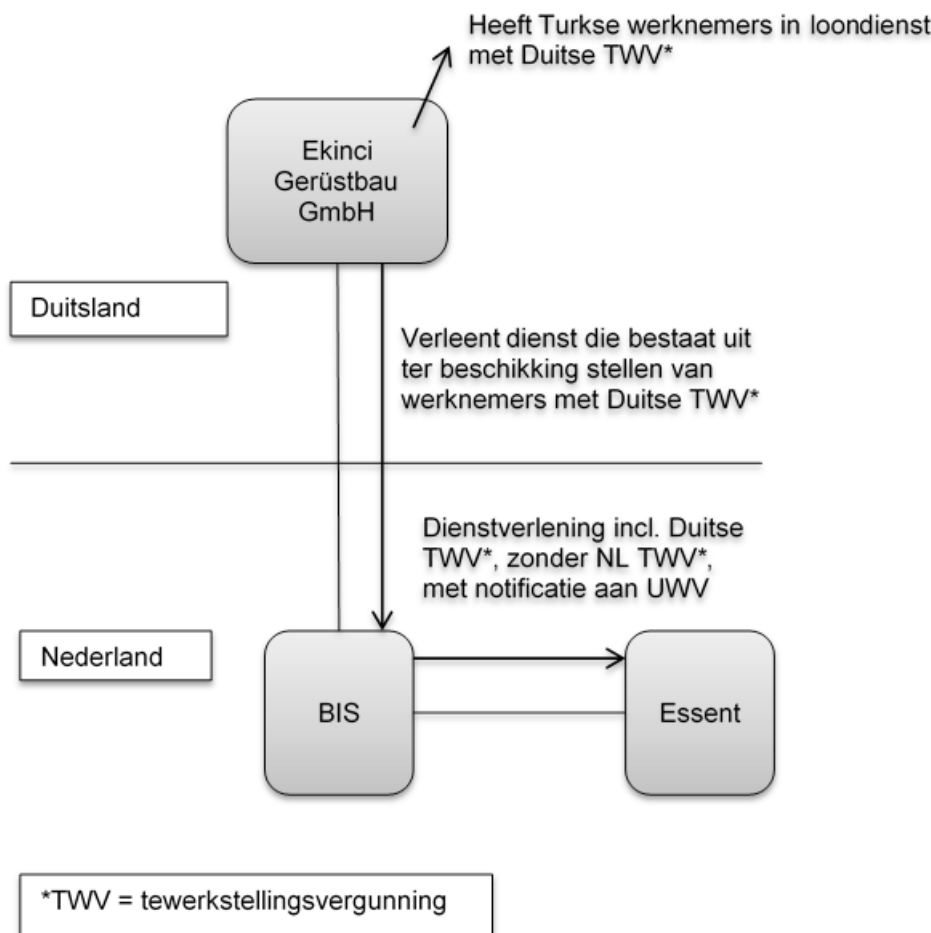 Heeft Turkse werknemers in loondienst
met Duitse TWV*
Ekinci
Gerüstbau
GmbH
Duitsland
Verleent dienst die bestaat uit
ter beschikking stellen van
werknemers met Duitse TWV*
Dienstverlening incl. Duitse
TWV*, zonder NL TWV*,
met notificatie aan UWV
Nederland
BIS
Essent
*TWV = tewerkstellingsvergunning